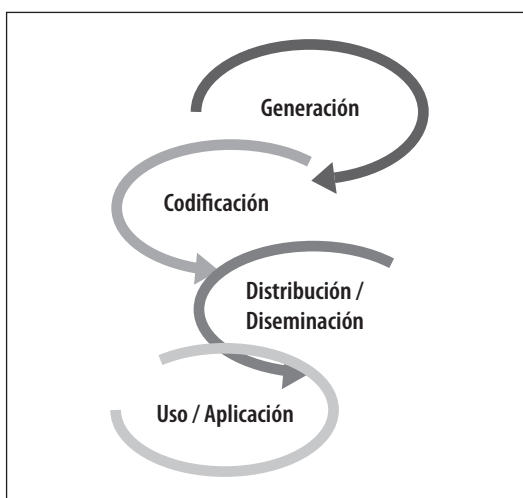 Generación
Codificación
Distribución /
Diseminación
Uso / Aplicación